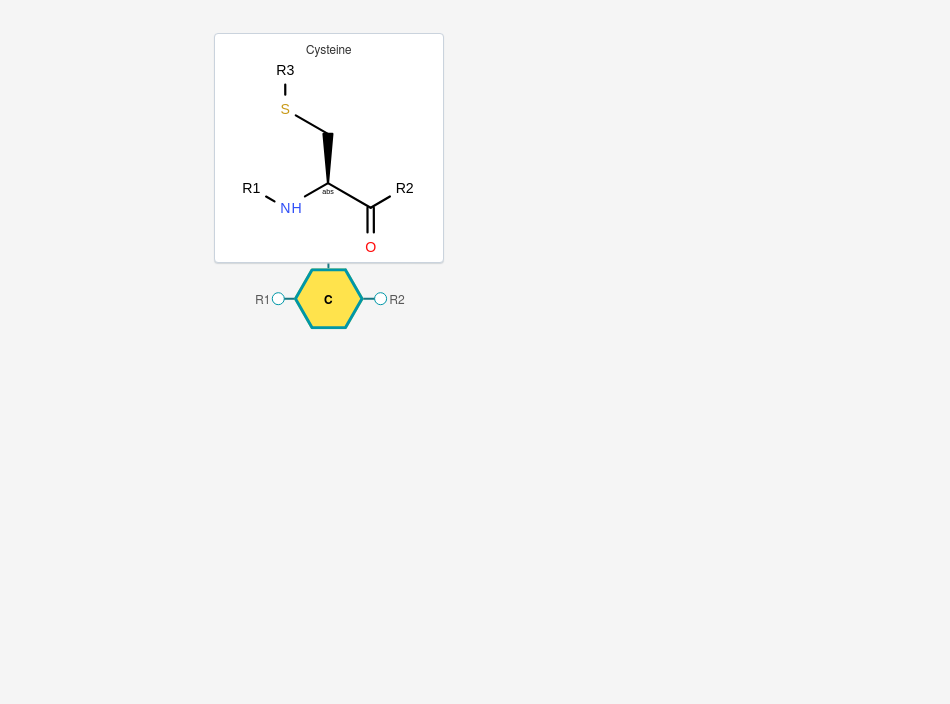 Cysteine
R3
S
R1 R2
abs
NH
O
R1 C R2